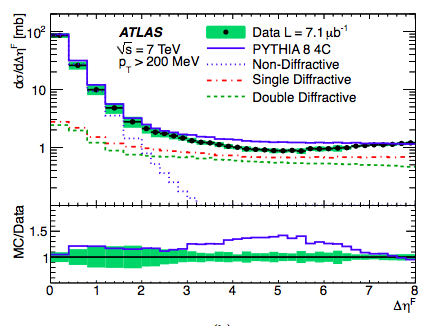 ATLAS
√s = 7 TeV
p_T > 200 MeV
Data L = 7.1 μb⁻¹
PYTHIA 8 4C
Non-Diffractive
Single Diffractive
Double Diffractive
dσ/dΔη^F [mb]
10²
10
1
MC/Data
1.5
1
0 1 2 3 4 5 6 7 8
Δη^F